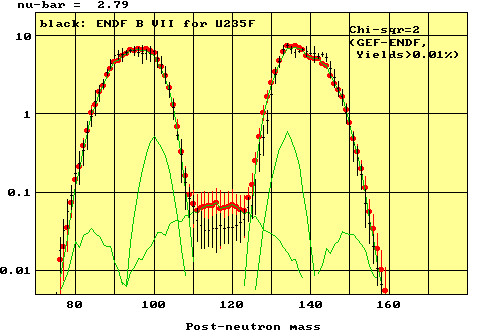 nu-bar = 2.79
black: ENDF B VII for U235F
Chi-sqr=2
(GEF-ENDF,
Yields>0.01%)
10
1
0.1
0.01
80 100 120 140 160
Post-neutron mass